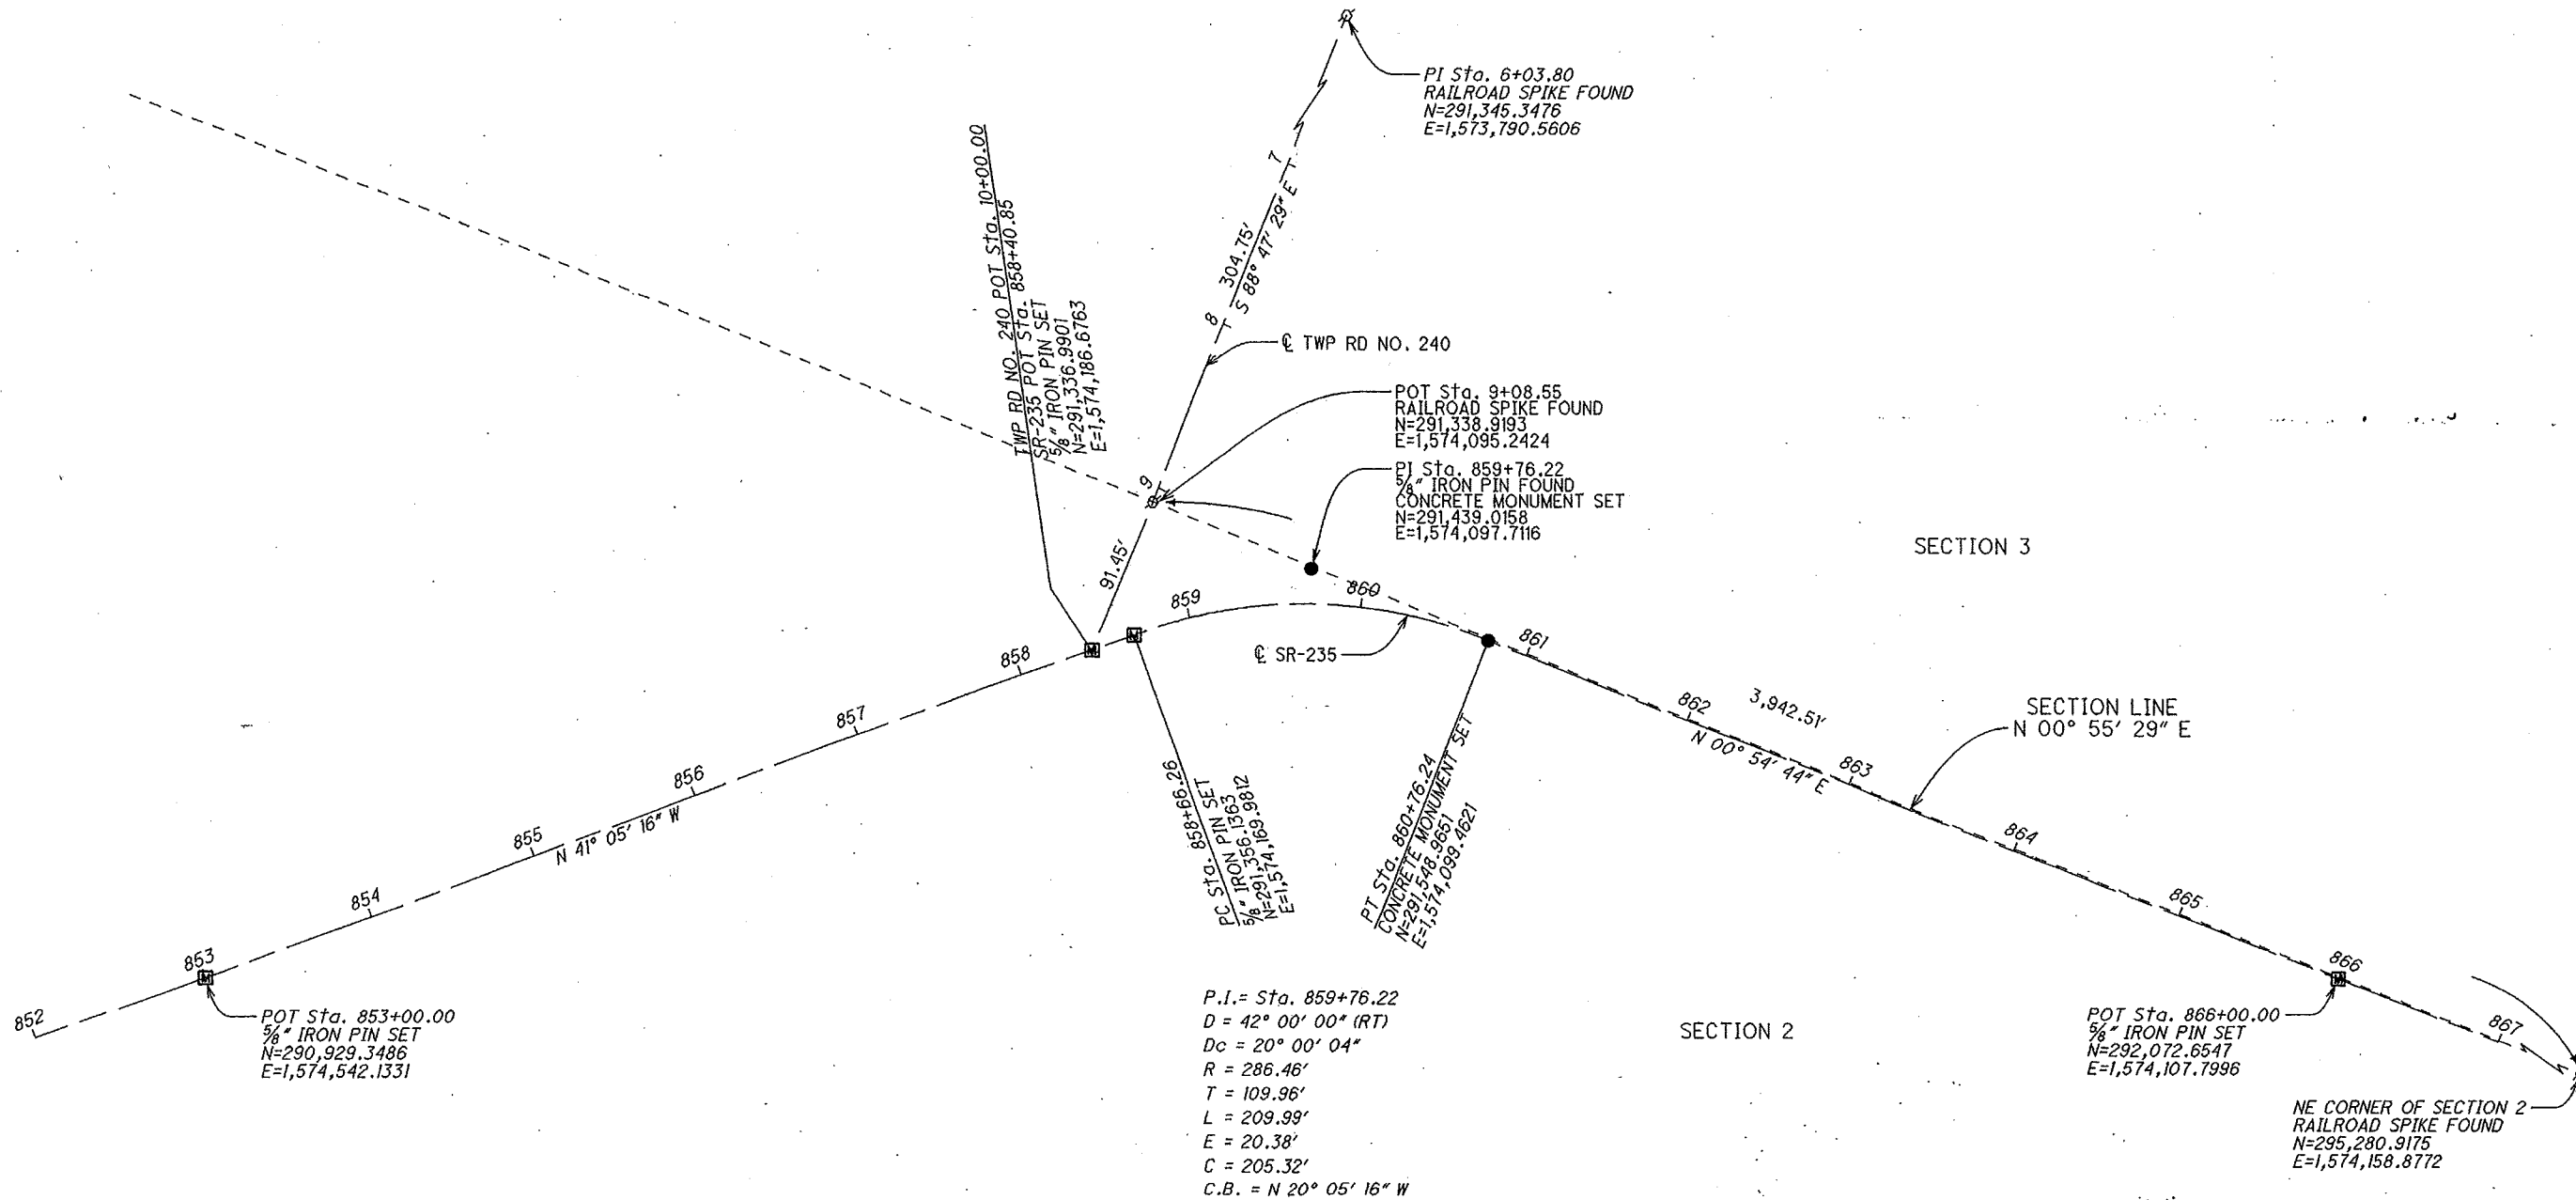 PI Sta. 6+03.80
RAILROAD SPIKE FOUND
N=291,345.3476
E=1,573,790.5606
TWP RD NO. 240 POT Sta. 10+00.00
SR-235 POT Sta. 858+40.85
5/8" IRON PIN SET
N=291,336.9901
E=1,574,186.6763
7
8
9
304.75'
S 88° 47' 29" E
℄ TWP RD NO. 240
POT Sta. 9+08.55
RAILROAD SPIKE FOUND
N=291,338.9193
E=1,574,095.2424
PI Sta. 859+76.22
5/8" IRON PIN FOUND
CONCRETE MONUMENT SET
N=291,439.0158
E=1,574,097.7116
91.45'
SECTION 3
℄ SR-235
852
853
854
855
856
857
858
859
860
861
862
863
864
865
866
867
N 41° 05' 16" W
3,942.51'
N 00° 54' 44" E
SECTION LINE
N 00° 55' 29" E
PC Sta. 858+66.26
5/8" IRON PIN SET
N=291,356.1363
E=1,574,169.9812
PT Sta. 860+76.24
CONCRETE MONUMENT SET
N=291,548.9651
E=1,574,099.4621
POT Sta. 853+00.00
5/8" IRON PIN SET
N=290,929.3486
E=1,574,542.1331
P.I.= Sta. 859+76.22
D = 42° 00' 00" (RT)
Dc = 20° 00' 04"
R = 286.46'
T = 109.96'
L = 209.99'
E = 20.38'
C = 205.32'
C.B. = N 20° 05' 16" W
SECTION 2
POT Sta. 866+00.00
5/8" IRON PIN SET
N=292,072.6547
E=1,574,107.7996
NE CORNER OF SECTION 2
RAILROAD SPIKE FOUND
N=295,280.9175
E=1,574,158.8772